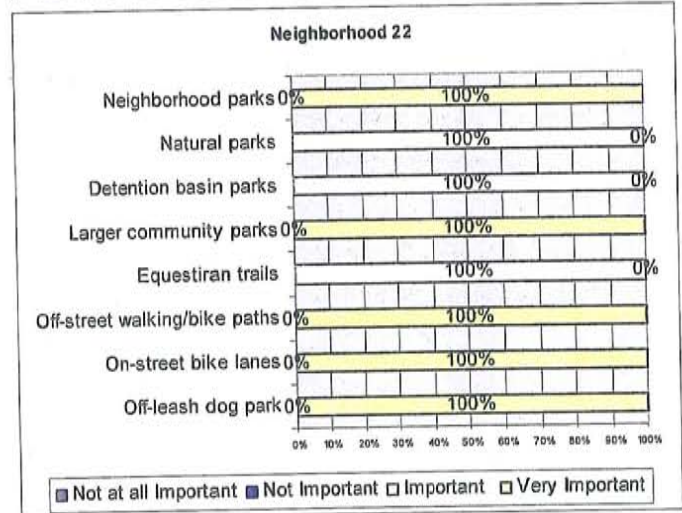 Neighborhood 22
Neighborhood parks 0% 100%
Natural parks 100% 0%
Detention basin parks 100% 0%
Larger community parks 0% 100%
Equestiran trails 100% 0%
Off-street walking/bike paths 0% 100%
On-street bike lanes 0% 100%
Off-leash dog park 0% 100%
0% 10% 20% 30% 40% 50% 60% 70% 80% 90% 100%
Not at all Important Not Important Important Very Important